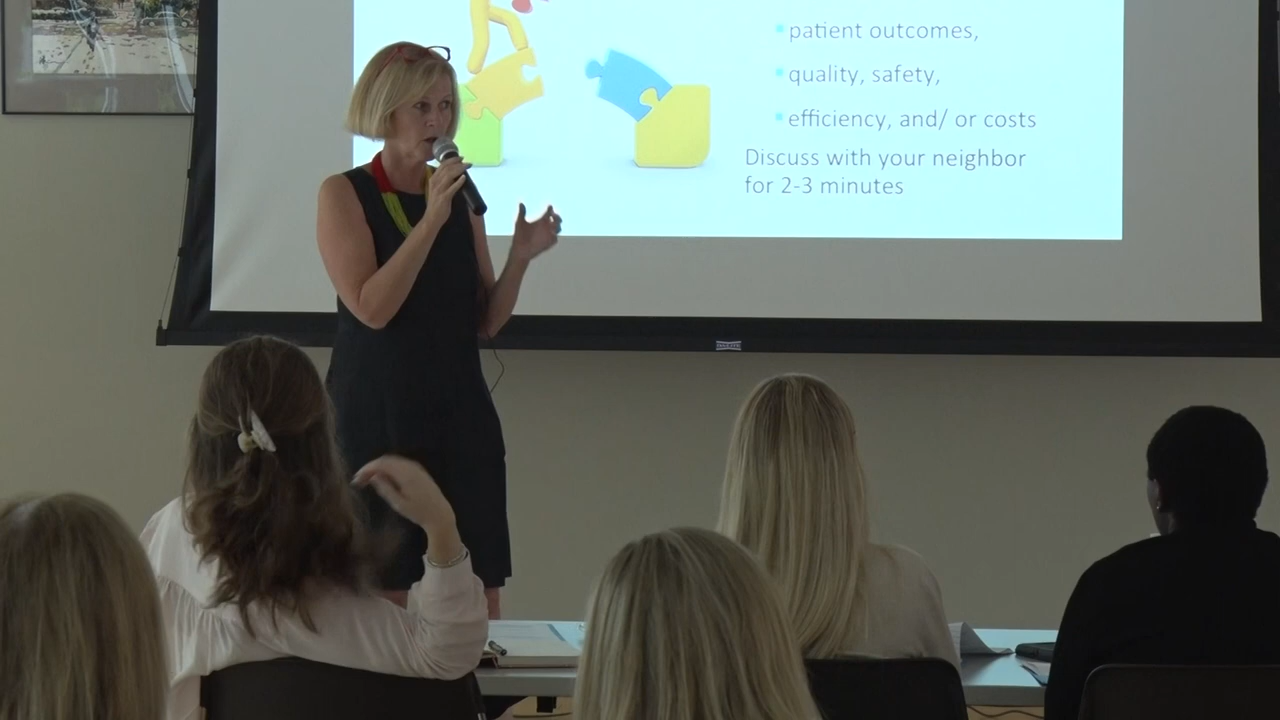 patient outcomes,
quality, safety,
efficiency, and/ or costs
Discuss with your neighbor
for 2-3 minutes